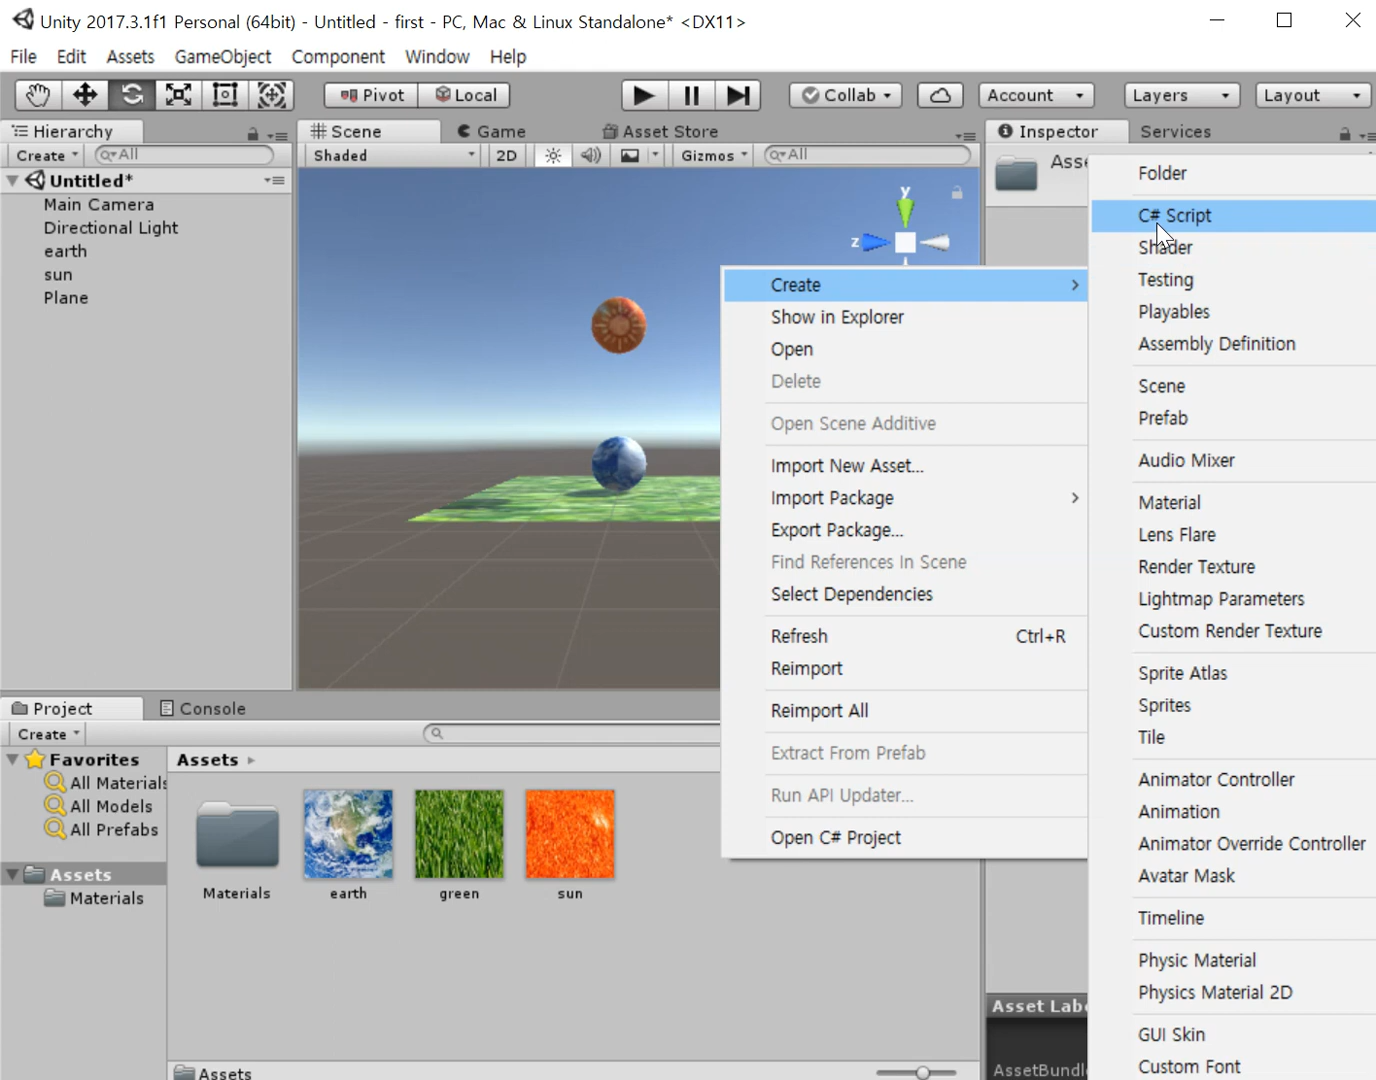 Unity 2017.3.1f1 Personal (64bit) - Untitled - first - PC, Mac & Linux Standalone* <DX11>
File Edit Assets GameObject Component Window Help
Pivot Local Collab Account Layers Layout
Hierarchy
Create All
Untitled*
Main Camera
Directional Light
earth
sun
Plane
Scene Game Asset Store
Shaded 2D Gizmos All
y
z
Inspector Services
Create
Show in Explorer
Open
Delete
Open Scene Additive
Import New Asset...
Import Package
Export Package...
Find References In Scene
Select Dependencies
Refresh Ctrl+R
Reimport
Reimport All
Extract From Prefab
Run API Updater...
Open C# Project
Folder
C# Script
Shader
Testing
Playables
Assembly Definition
Scene
Prefab
Audio Mixer
Material
Lens Flare
Render Texture
Lightmap Parameters
Custom Render Texture
Sprite Atlas
Sprites
Tile
Animator Controller
Animation
Animator Override Controller
Avatar Mask
Timeline
Physic Material
Physics Material 2D
GUI Skin
Custom Font
Project Console
Create
Favorites
All Materials
All Models
All Prefabs
Assets
Materials
Assets
Materials earth green sun
Assets
Asset